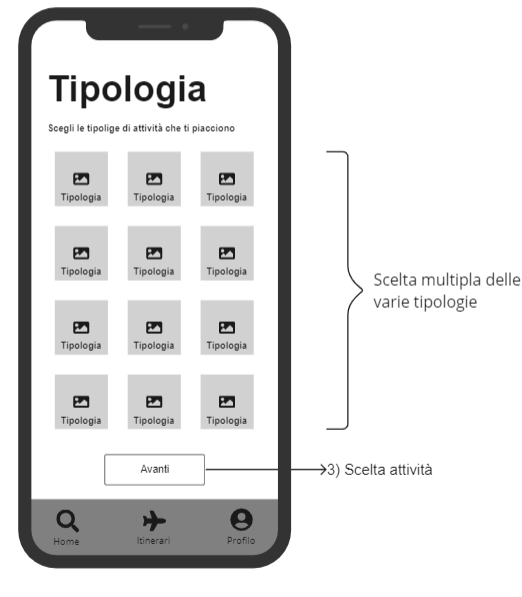 Tipologia
Scegli le tipolige di attività che ti piacciono
Tipologia Tipologia Tipologia
Tipologia Tipologia Tipologia
Tipologia Tipologia Tipologia
Tipologia Tipologia Tipologia
Scelta multipla delle
varie tipologie
Avanti
3) Scelta attività
Home Itinerari Profilo